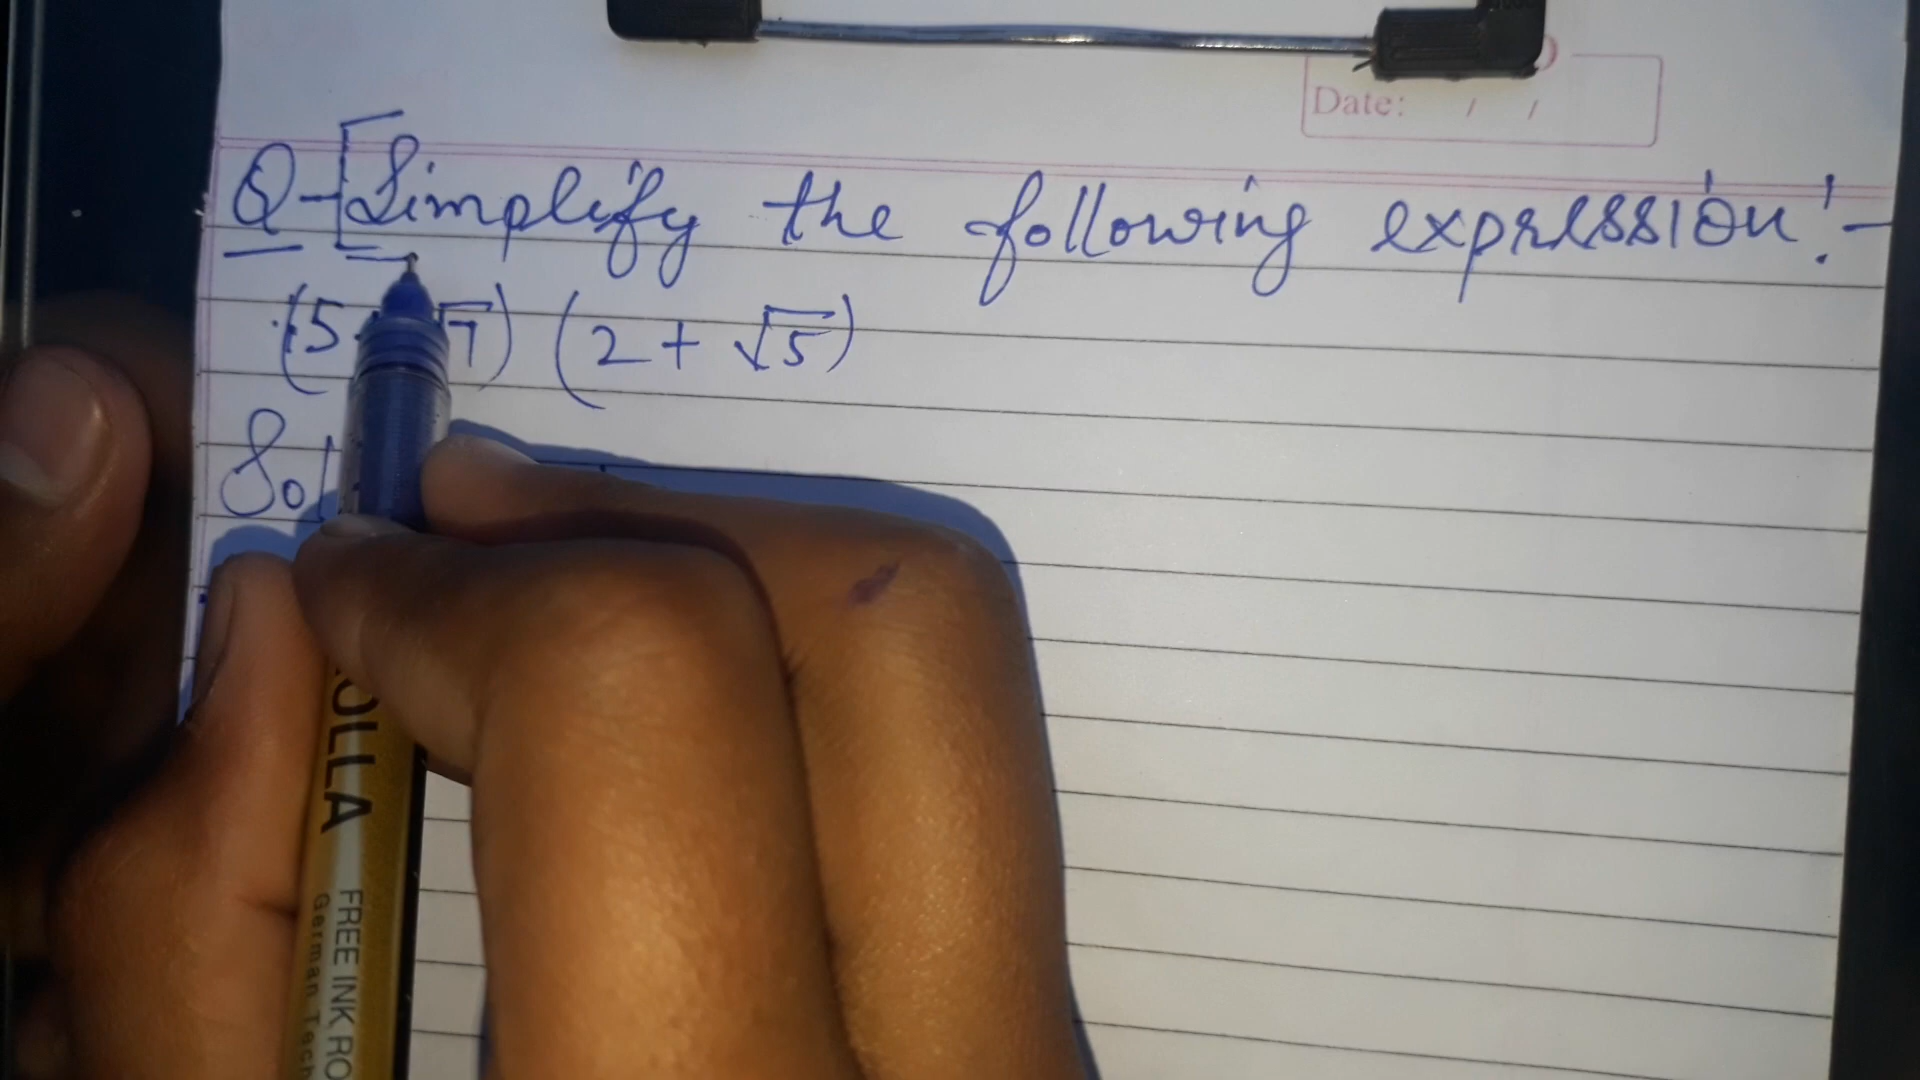 Date: / /
Q-[Simplify the following expression:-
(5 √7) (2 + √5)
Sol
OLLA
FREE INK RO
German Tech